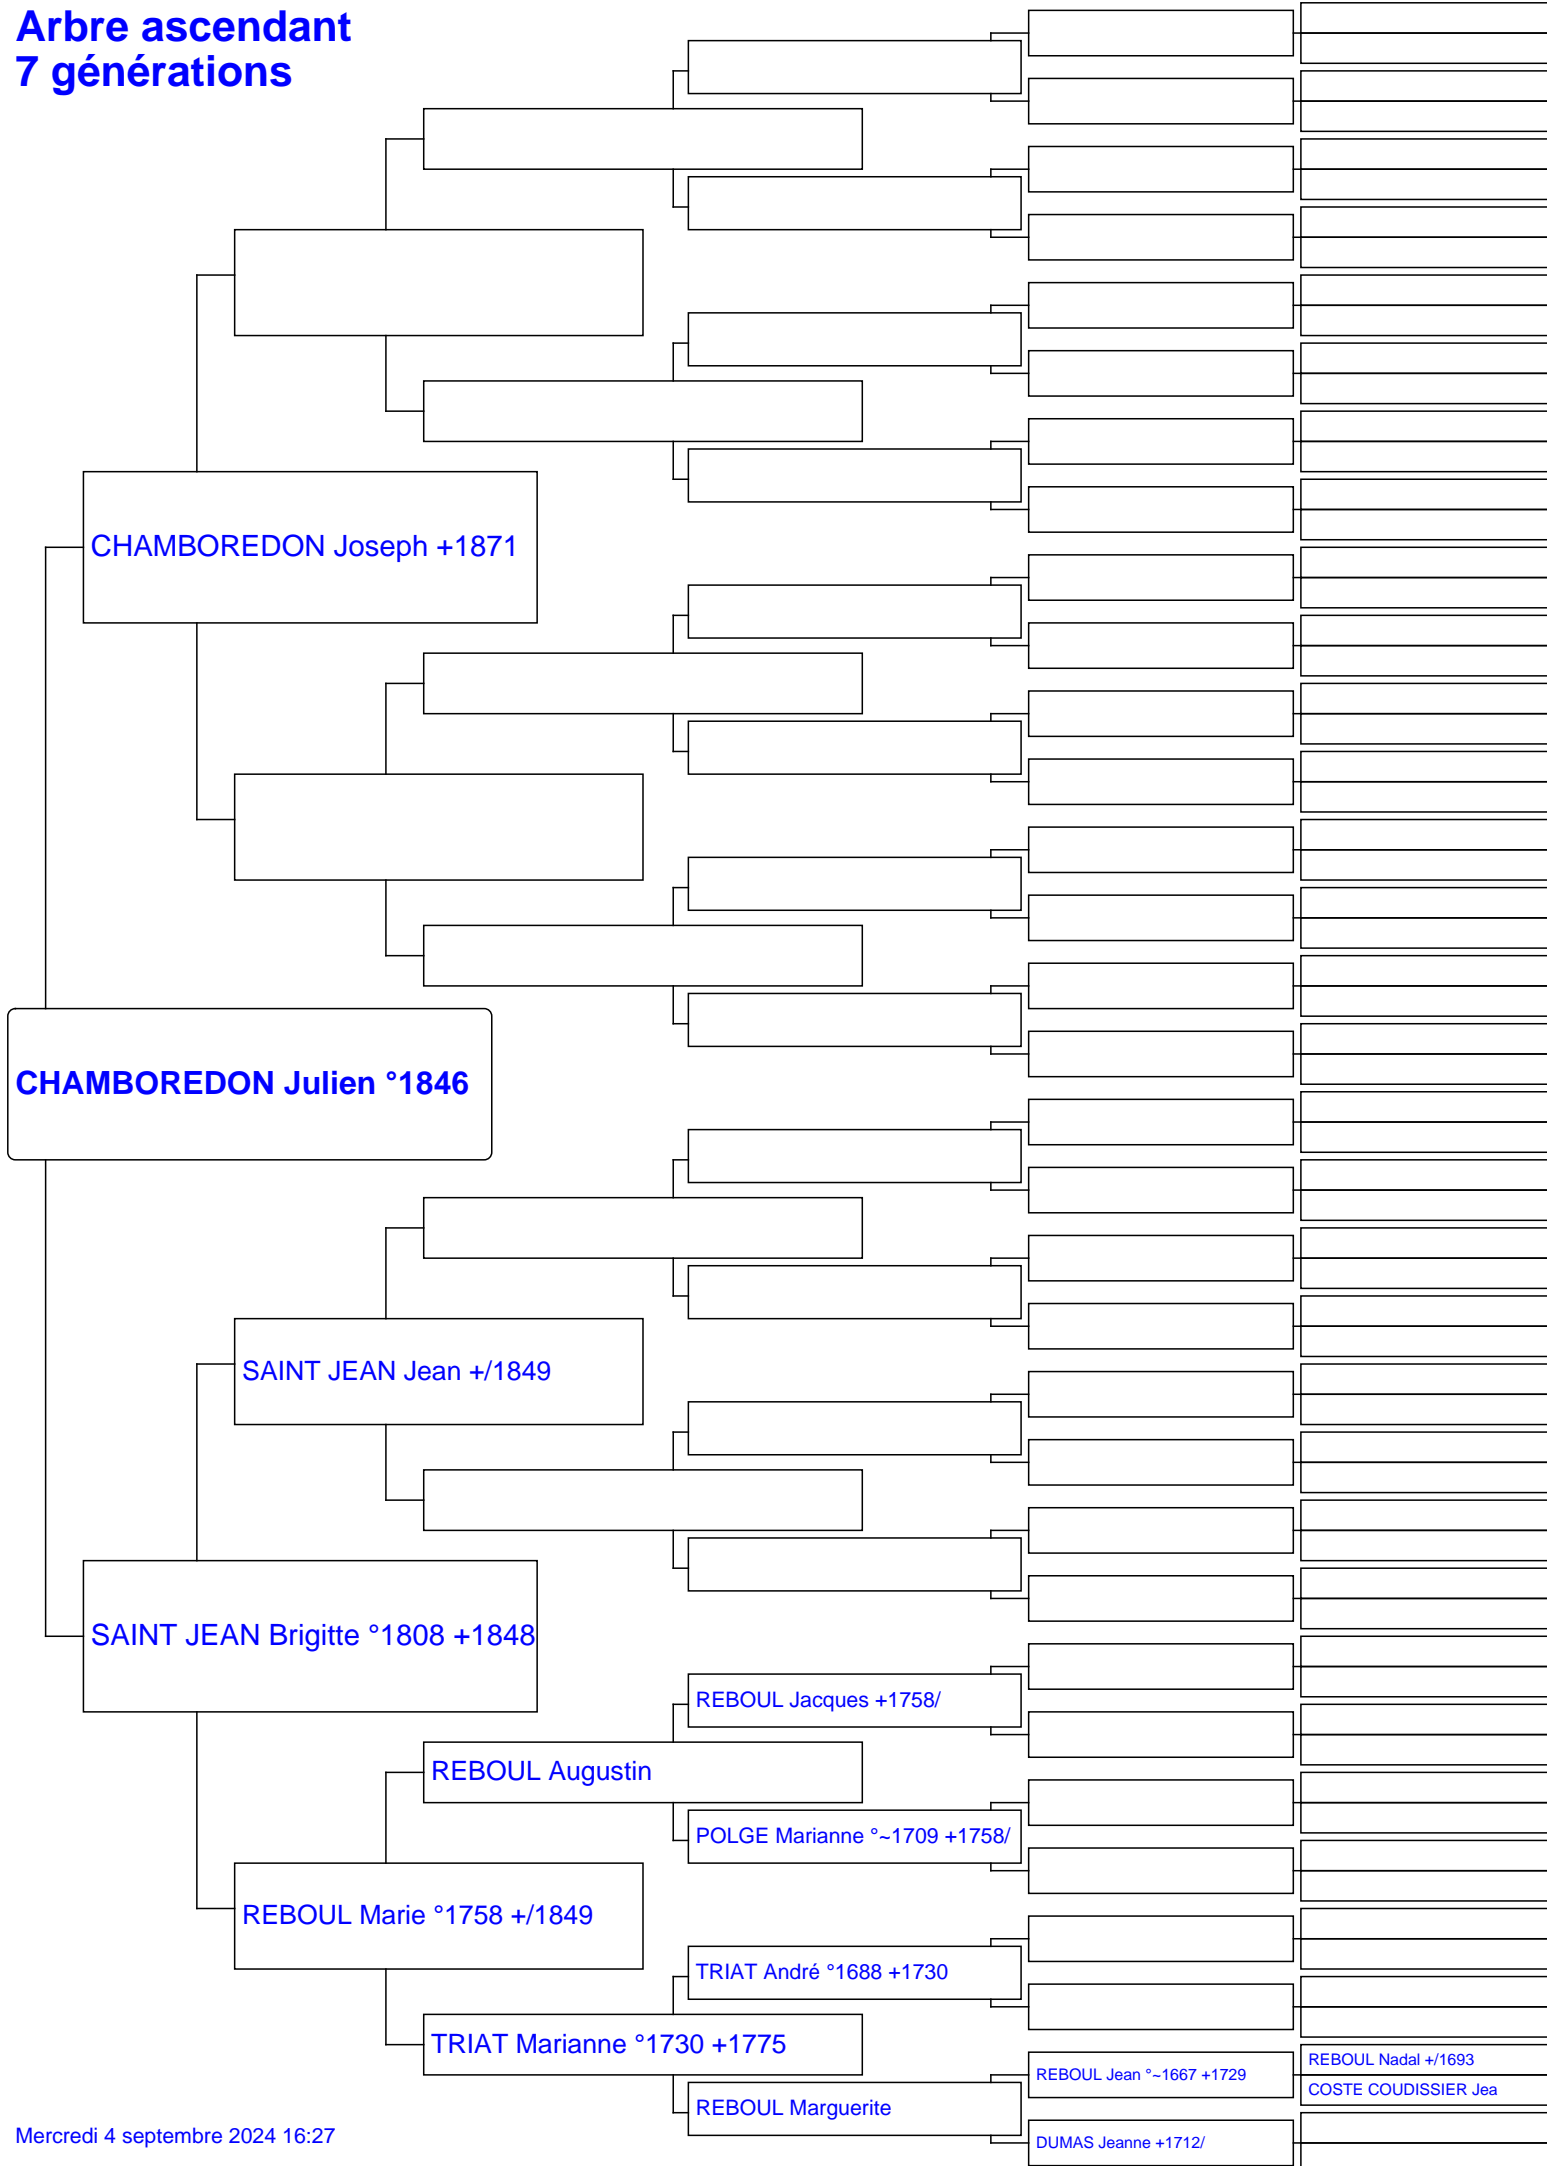 Arbre ascendant
7 générations
CHAMBOREDON Joseph +1871
CHAMBOREDON Julien °1846
SAINT JEAN Jean +/1849
SAINT JEAN Brigitte °1808 +1848
REBOUL Jacques +1758/
REBOUL Augustin
POLGE Marianne °~1709 +1758/
REBOUL Marie °1758 +/1849
TRIAT André °1688 +1730
TRIAT Marianne °1730 +1775
REBOUL Nadal +/1693
REBOUL Jean °~1667 +1729
COSTE COUDISSIER Jea
REBOUL Marguerite
DUMAS Jeanne +1712/
Mercredi 4 septembre 2024 16:27